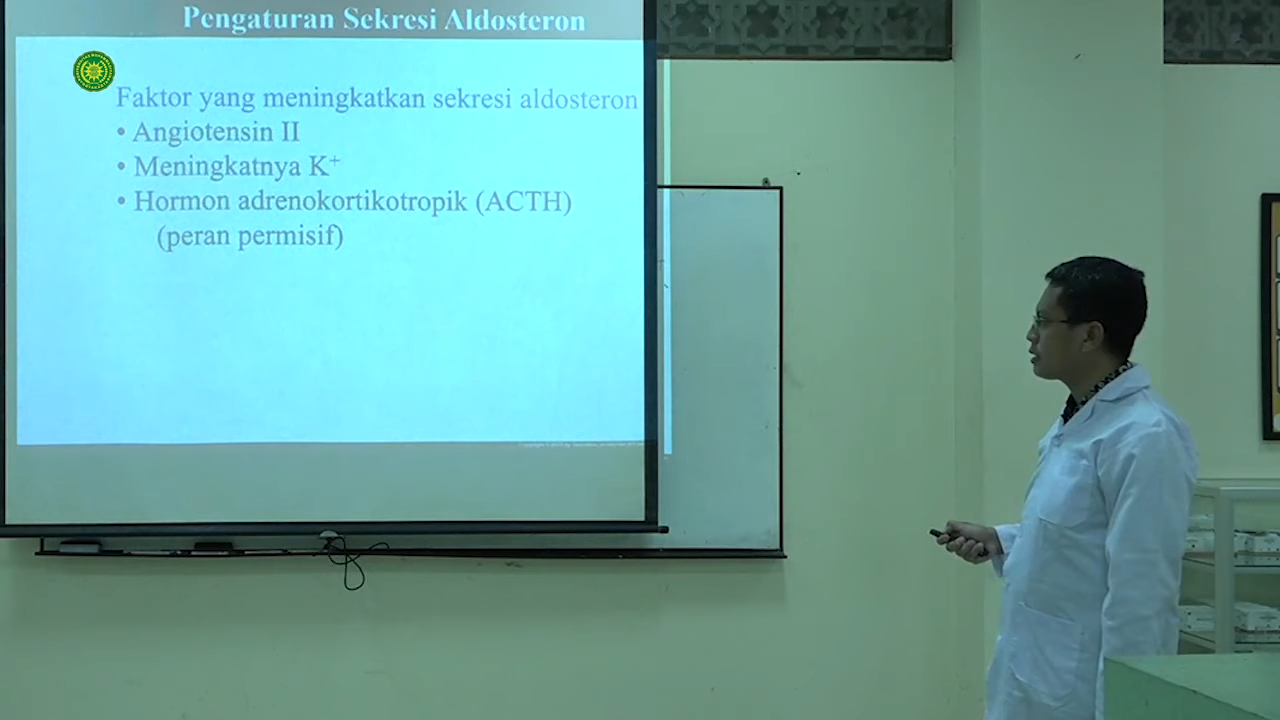 Pengaturan Sekresi Aldosteron
Faktor yang meningkatkan sekresi aldosteron
• Angiotensin II
• Meningkatnya K⁺
• Hormon adrenokortikotropik (ACTH)
(peran permisif)